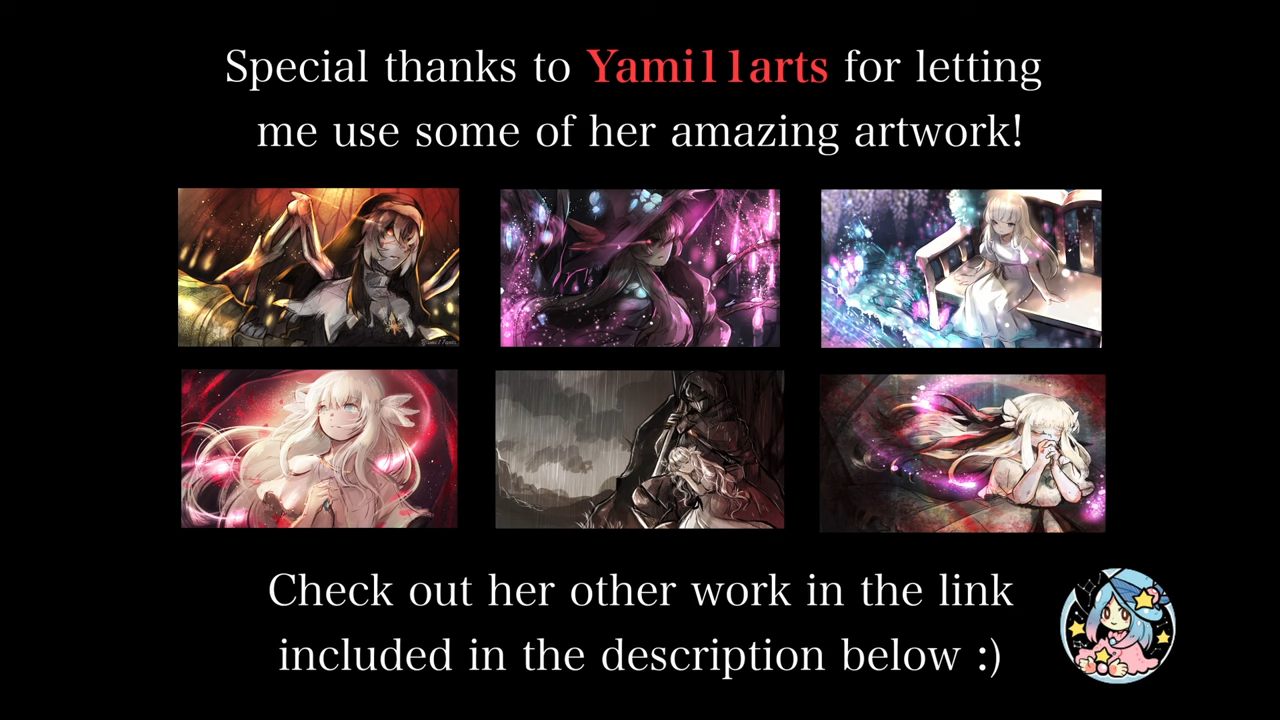 Special thanks to Yami11arts for letting
me use some of her amazing artwork!
Check out her other work in the link
included in the description below :)